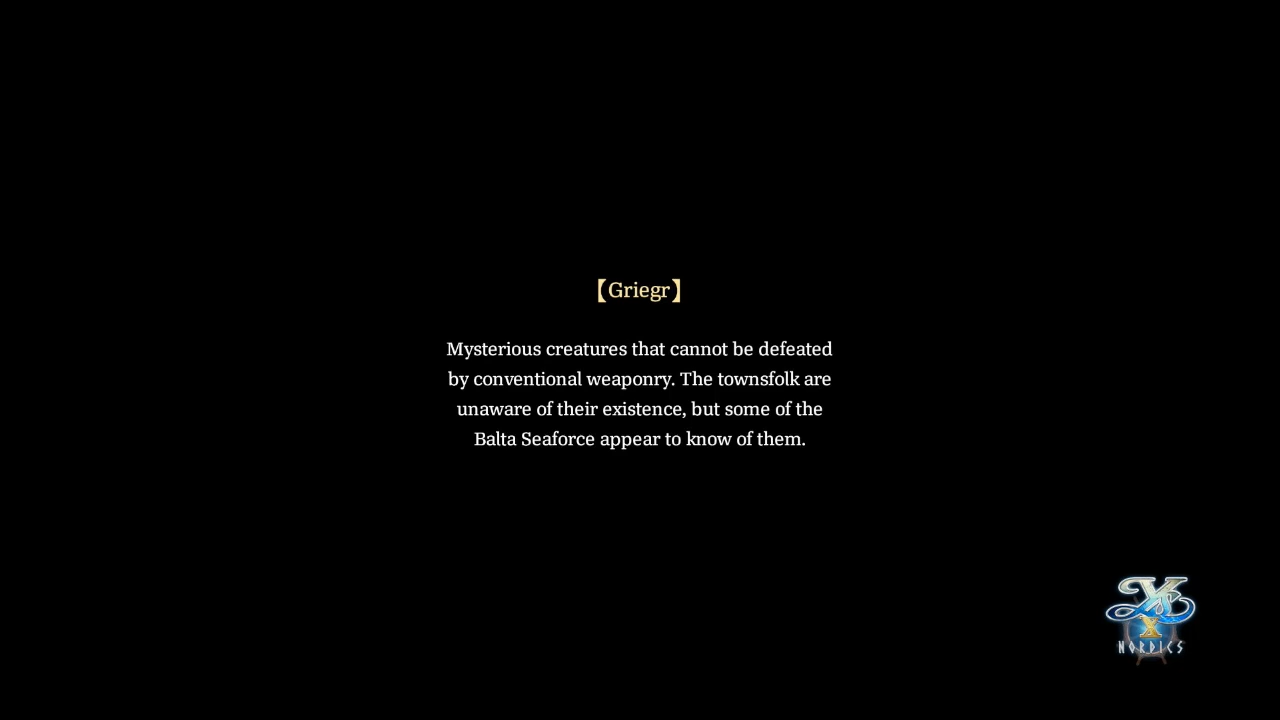 【Griegr】
Mysterious creatures that cannot be defeated
by conventional weaponry. The townsfolk are
unaware of their existence, but some of the
Balta Seaforce appear to know of them.
Ys
X
NORDICS